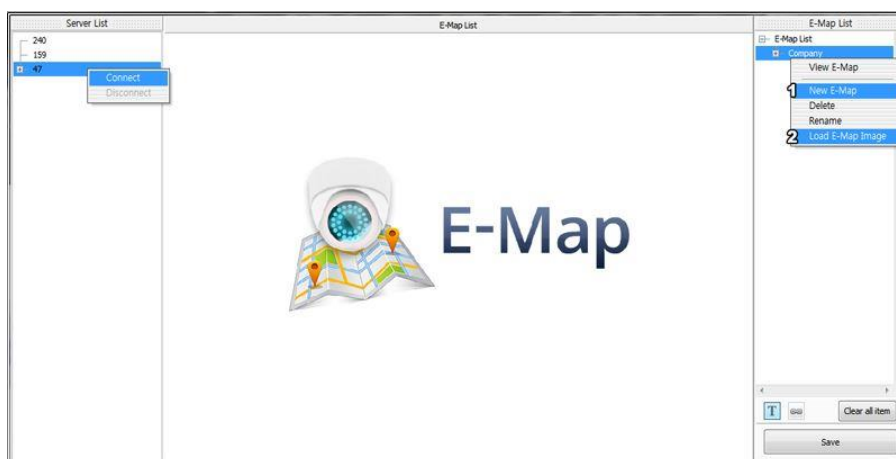 Server List
240
159
47
Connect
Disconnect
E-Map List
E-Map
E-Map List
E-Map List
Company
View E-Map
1 New E-Map
Delete
Rename
2 Load E-Map Image
T
Clear all item
Save